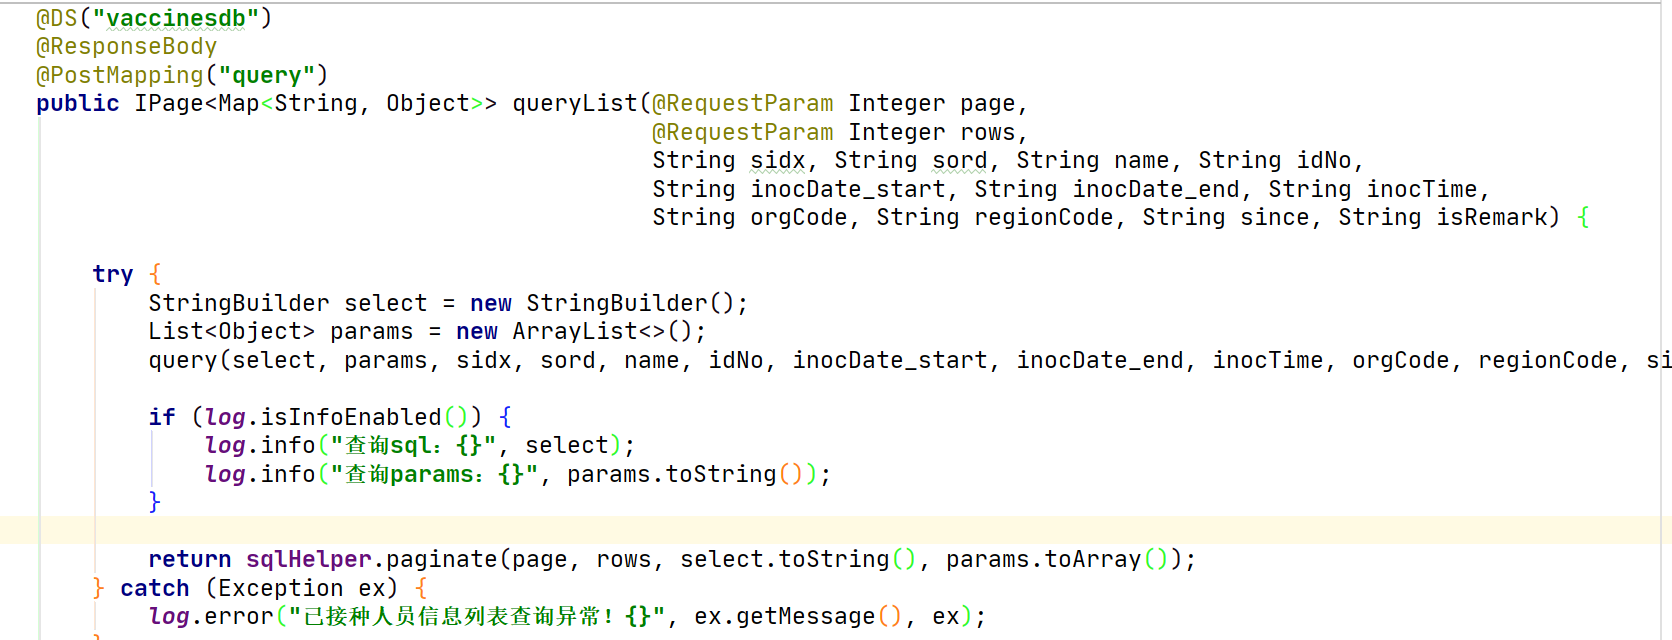 @DS("vaccinesdb")
@ResponseBody
@PostMapping("query")
public IPage<Map<String, Object>> queryList(@RequestParam Integer page,
@RequestParam Integer rows,
String sidx, String sord, String name, String idNo,
String inocDate_start, String inocDate_end, String inocTime,
String orgCode, String regionCode, String since, String isRemark) {
try {
StringBuilder select = new StringBuilder();
List<Object> params = new ArrayList<>();
query(select, params, sidx, sord, name, idNo, inocDate_start, inocDate_end, inocTime, orgCode, regionCode, si
if (log.isInfoEnabled()) {
log.info("查询sql：{}", select);
log.info("查询params：{}", params.toString());
}
return sqlHelper.paginate(page, rows, select.toString(), params.toArray());
} catch (Exception ex) {
log.error("已接种人员信息列表查询异常！{}", ex.getMessage(), ex);
}